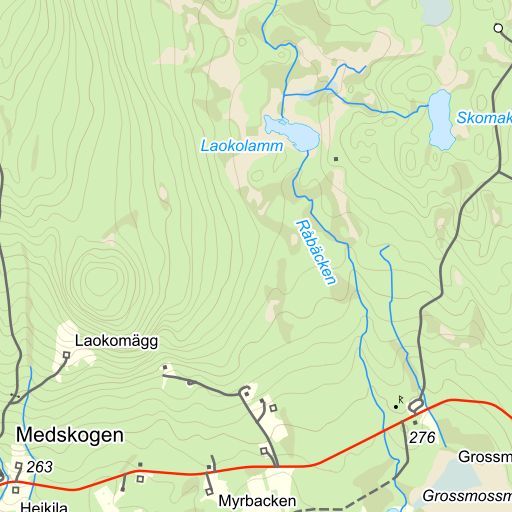 Skomak
Laokolamm
Råbäcken
Laokomägg
R
Medskogen
276
263
Grossm
Grossmossm
Myrbacken
Heikila